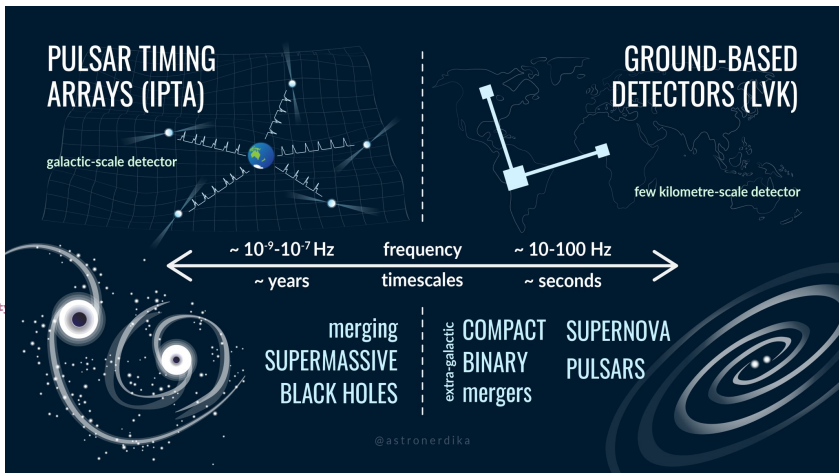 PULSAR TIMING
ARRAYS (IPTA)
galactic-scale detector
GROUND-BASED
DETECTORS (LVK)
few kilometre-scale detector
~ 10⁻⁹-10⁻⁷ Hz frequency ~ 10-100 Hz
~ years timescales ~ seconds
merging
SUPERMASSIVE
BLACK HOLES
extra-galactic
COMPACT
BINARY
mergers
SUPERNOVA
PULSARS
@astronerdika